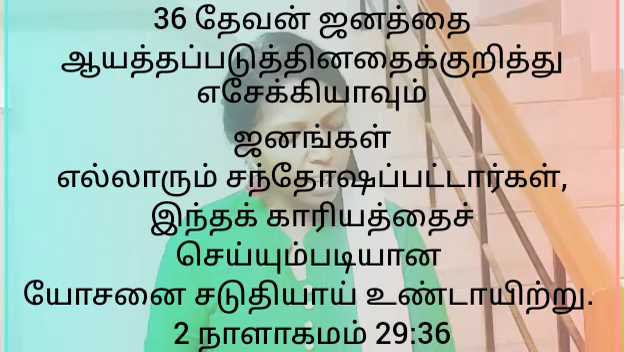 36 தேவன் ஜனத்தை
ஆயத்தப்படுத்தினதைக்குறித்து
எசேக்கியாவும்
ஜனங்கள்
எல்லாரும் சந்தோஷப்பட்டார்கள்,
இந்தக் காரியத்தைச்
செய்யும்படியான
யோசனை சடுதியாய் உண்டாயிற்று.
2 நாளாகமம் 29:36